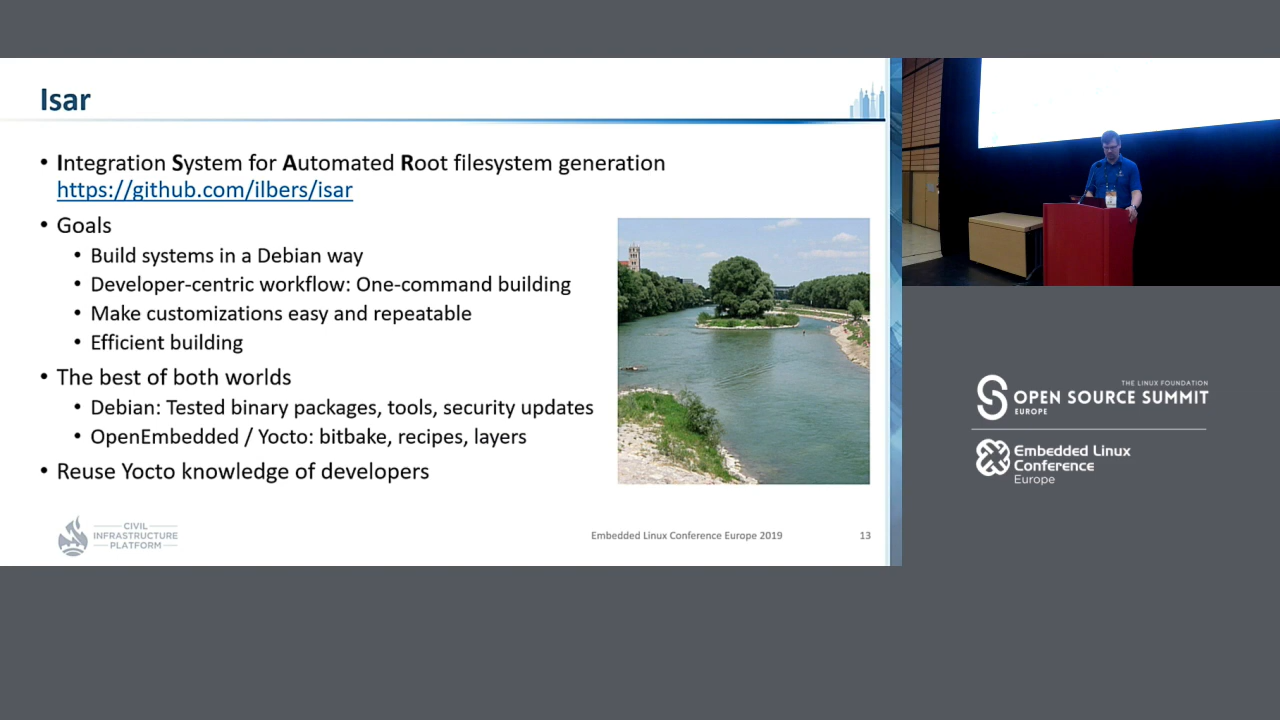 Isar
• Integration System for Automated Root filesystem generation
https://github.com/ilbers/isar
• Goals
• Build systems in a Debian way
• Developer-centric workflow: One-command building
• Make customizations easy and repeatable
• Efficient building
• The best of both worlds
• Debian: Tested binary packages, tools, security updates
• OpenEmbedded / Yocto: bitbake, recipes, layers
• Reuse Yocto knowledge of developers
CIVIL
INFRASTRUCTURE
PLATFORM
Embedded Linux Conference Europe 2019
13
THE LINUX FOUNDATION
OPEN SOURCE SUMMIT
EUROPE
Embedded Linux
Conference
Europe